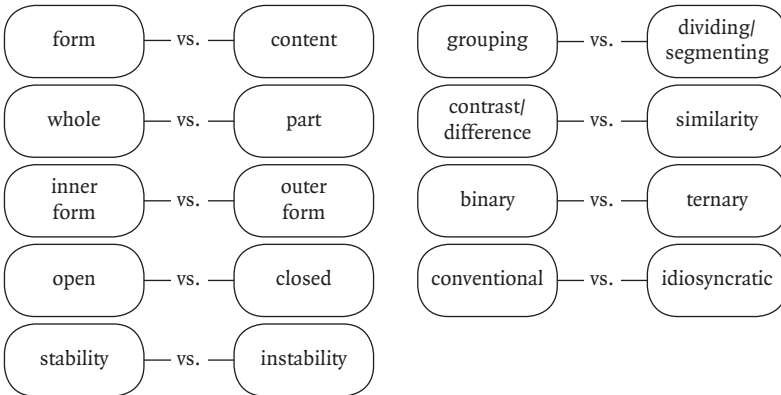 form vs. content
whole vs. part
inner
form vs. outer
form
open vs. closed
stability vs. instability
grouping vs. dividing/
segmenting
contrast/
difference vs. similarity
binary vs. ternary
conventional vs. idiosyncratic